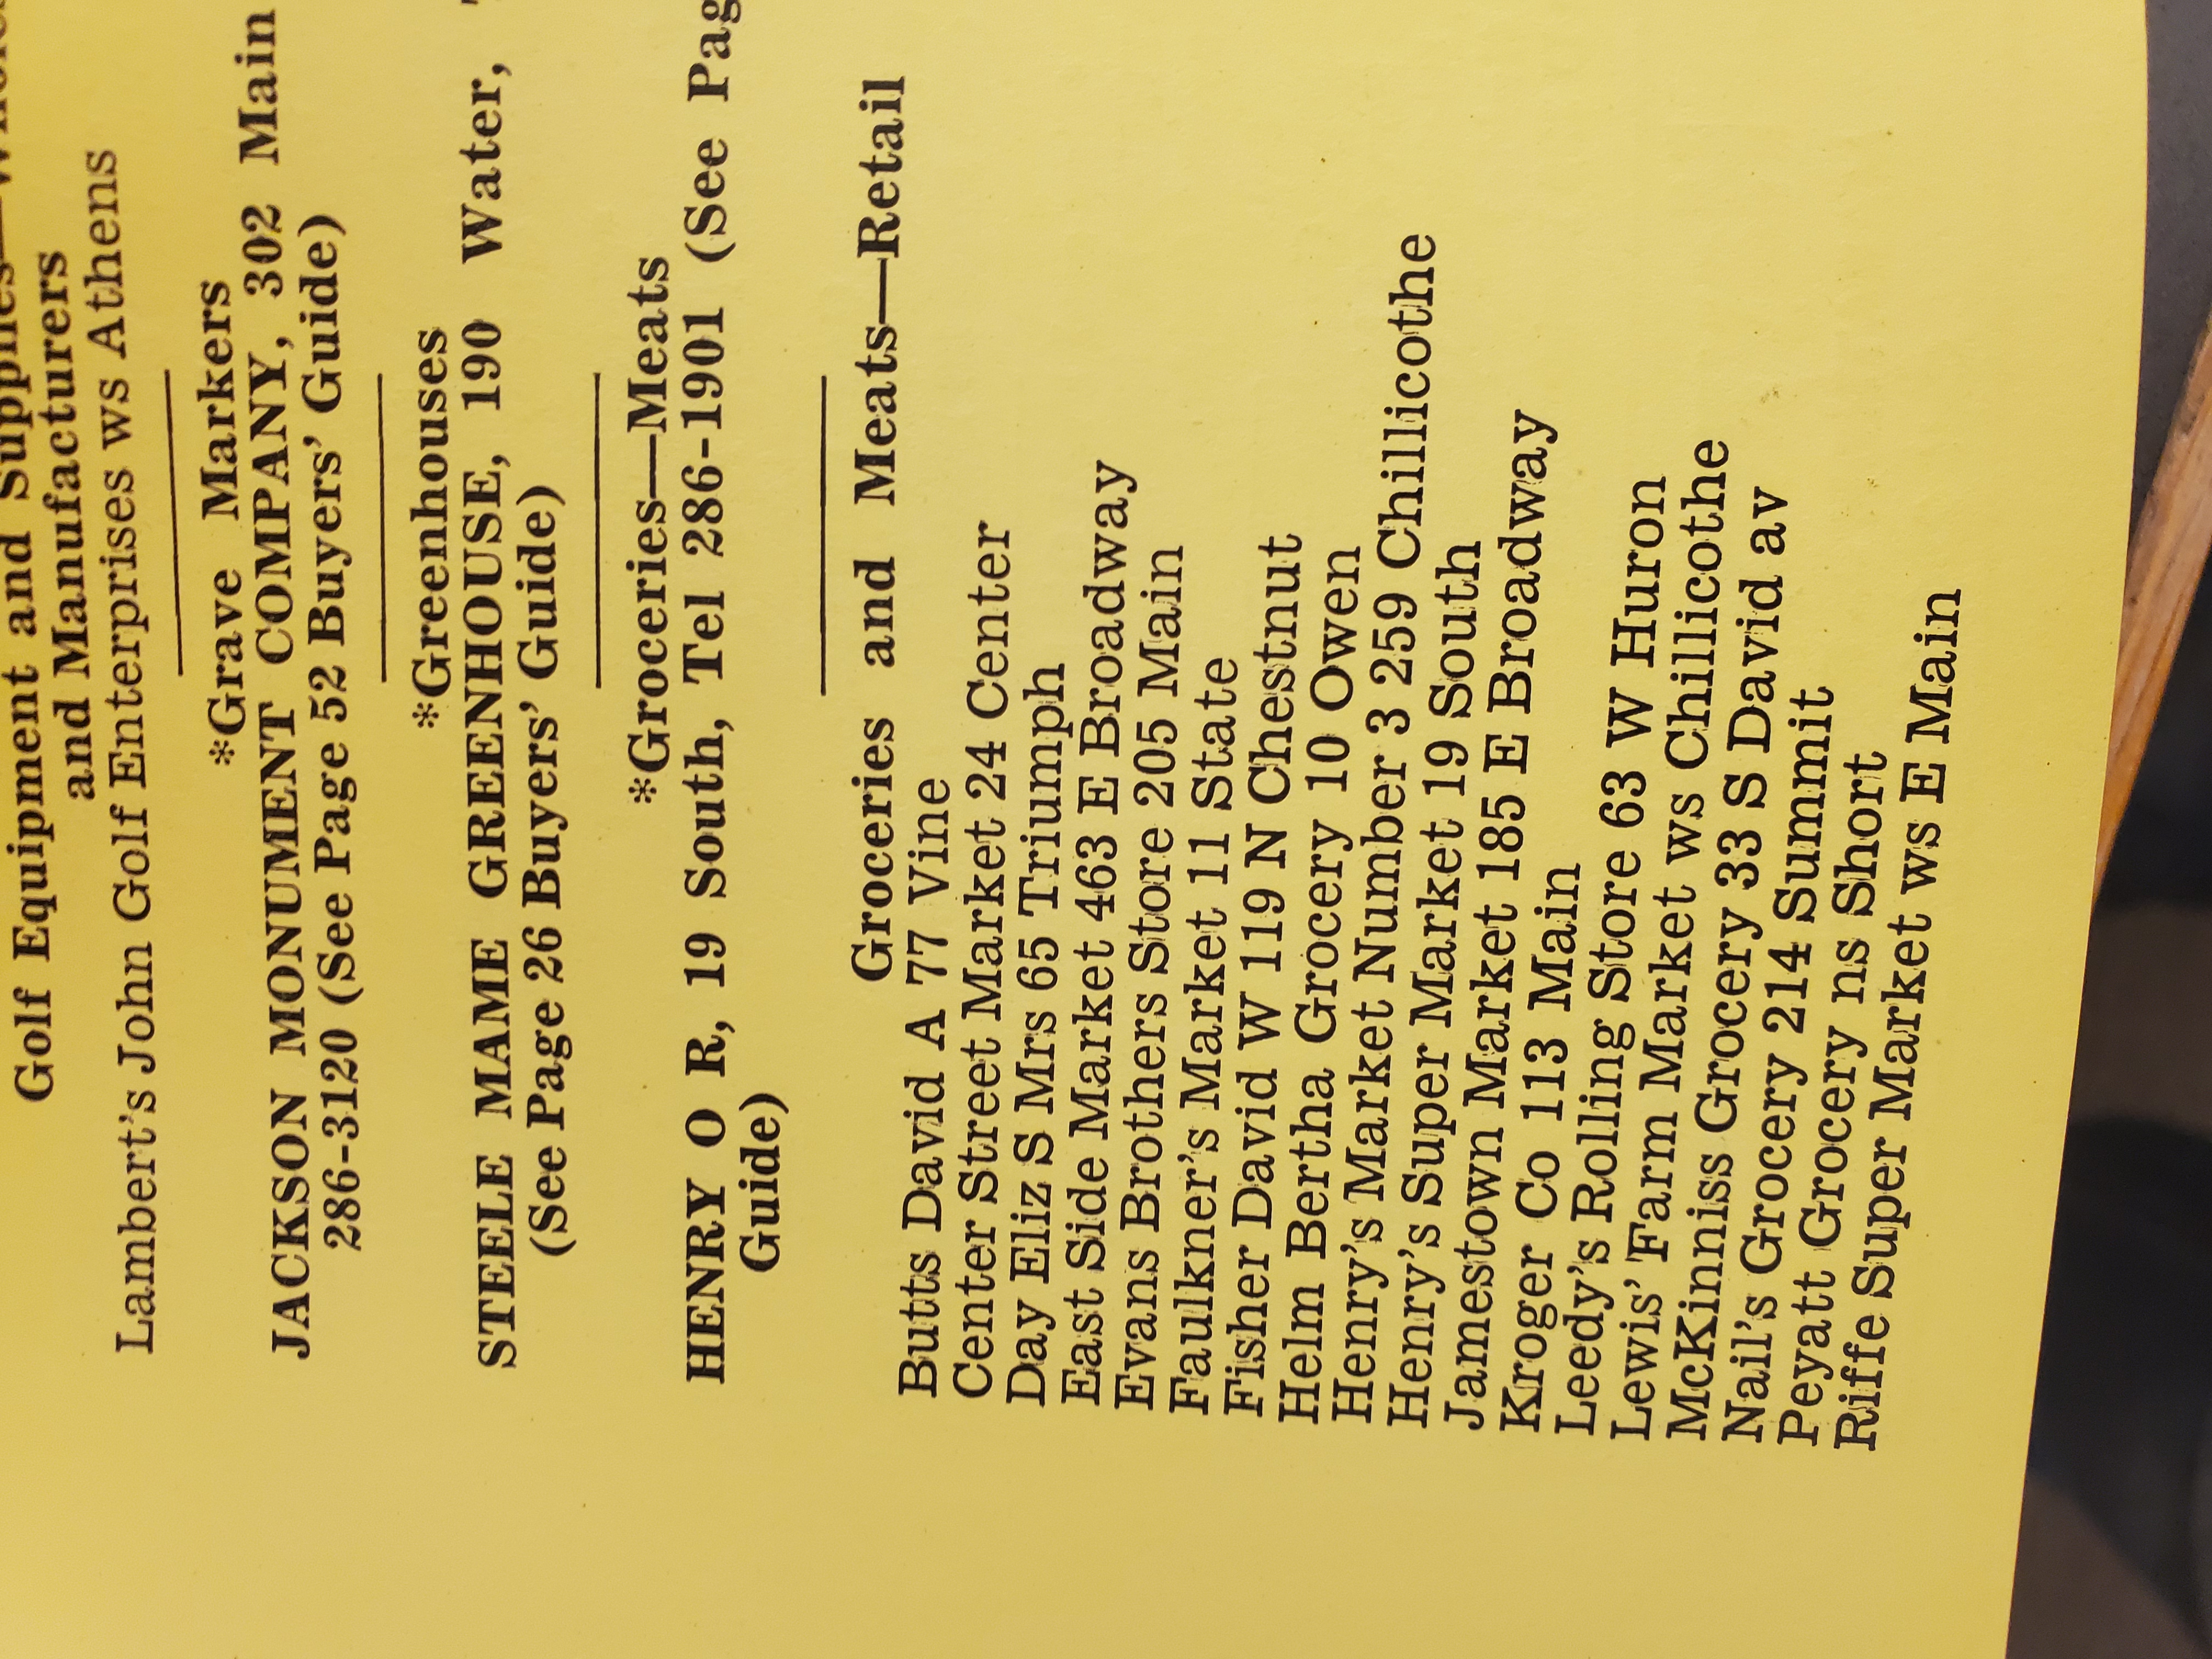 Golf Equipment and Supplies—
and Manufacturers
Lambert's John Golf Enterprises ws Athens
*Grave Markers
JACKSON MONUMENT COMPANY, 302 Main
286-3120 (See Page 52 Buyers' Guide)
*Greenhouses
STEELE MAME GREENHOUSE, 190 Water,
(See Page 26 Buyers' Guide)
*Groceries—Meats
HENRY O R, 19 South, Tel 286-1901 (See Pag
Guide)
Groceries and Meats—Retail
Butts David A 77 Vine
Center Street Market 24 Center
Day Eliz S Mrs 65 Triumph
East Side Market 463 E Broadway
Evans Brothers Store 205 Main
Faulkner's Market 11 State
Fisher David W 119 N Chestnut
Helm Bertha Grocery 10 Owen
Henry's Market Number 3 259 Chillicothe
Henry's Super Market 19 South
Jamestown Market 185 E Broadway
Kroger Co 113 Main
Leedy's Rolling Store 63 W Huron
Lewis' Farm Market ws Chillicothe
McKinniss Grocery 33 S David av
Nail's Grocery 214 Summit
Peyatt Grocery ns Short
Riffe Super Market ws E Main